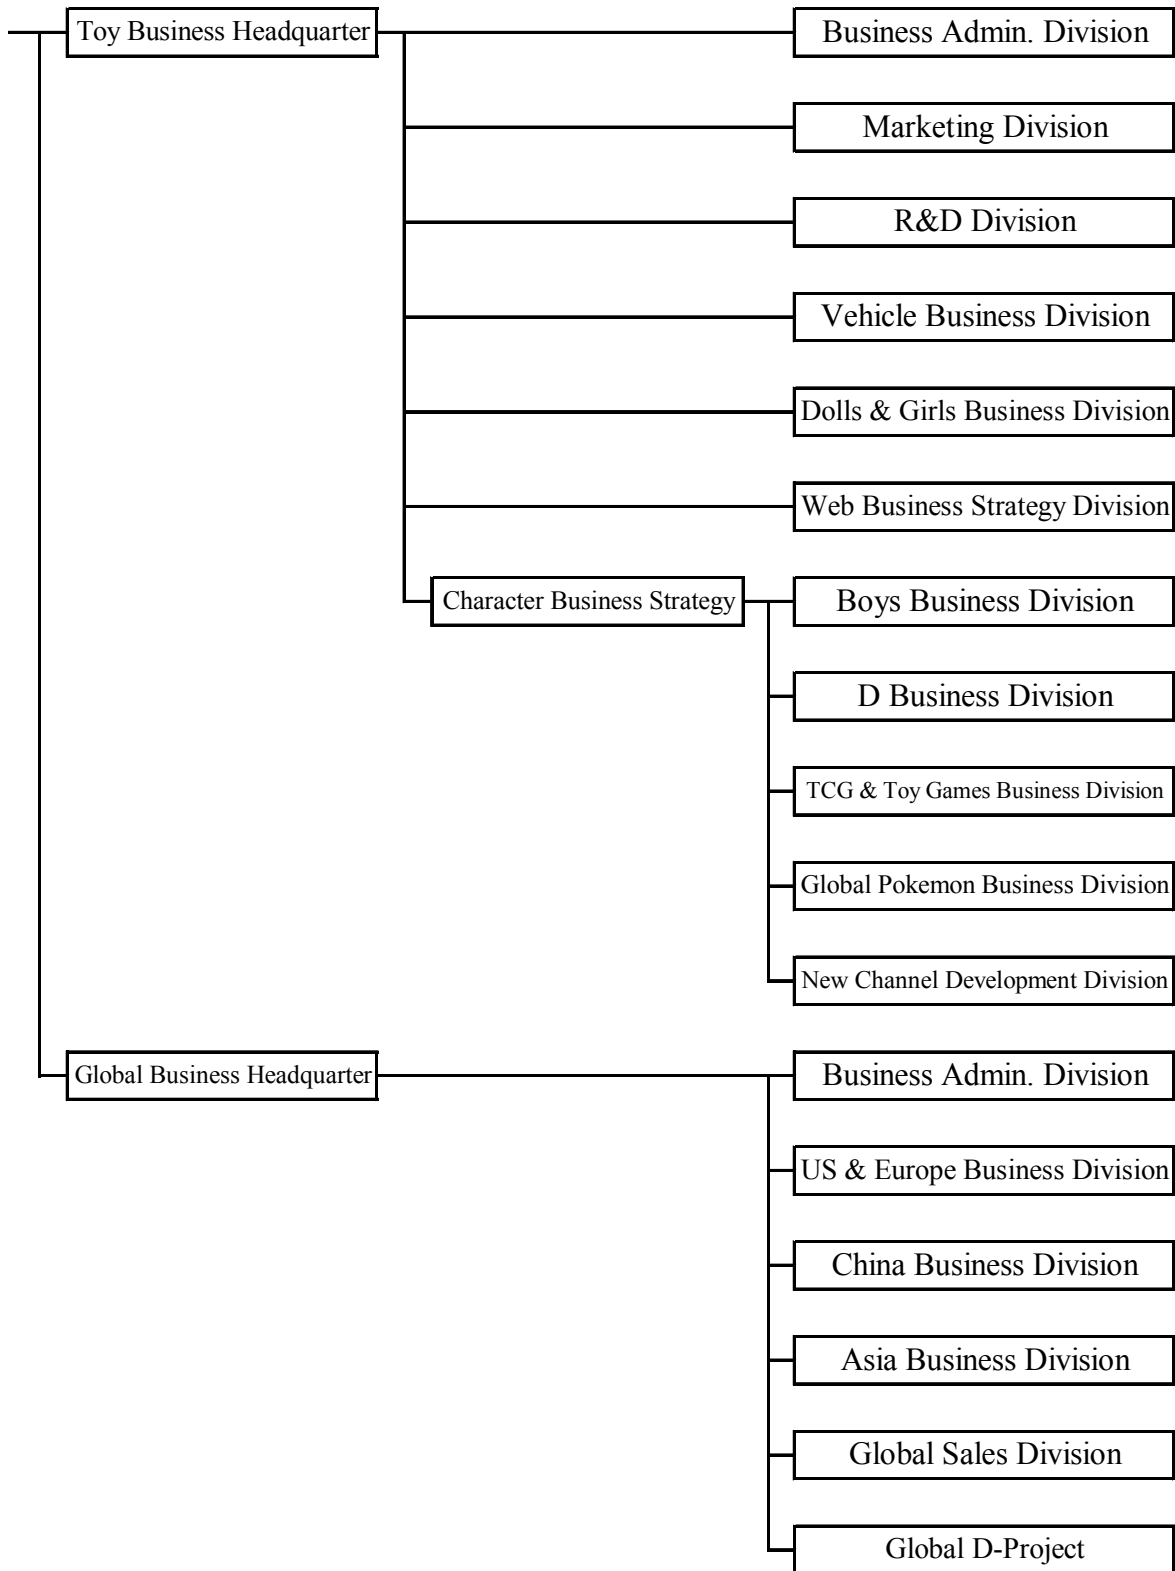 Toy Business Headquarter
Business Admin. Division
Marketing Division
R&D Division
Vehicle Business Division
Dolls & Girls Business Division
Web Business Strategy Division
Character Business Strategy
Boys Business Division
D Business Division
TCG & Toy Games Business Division
Global Pokemon Business Division
New Channel Development Division
Global Business Headquarter
Business Admin. Division
US & Europe Business Division
China Business Division
Asia Business Division
Global Sales Division
Global D-Project